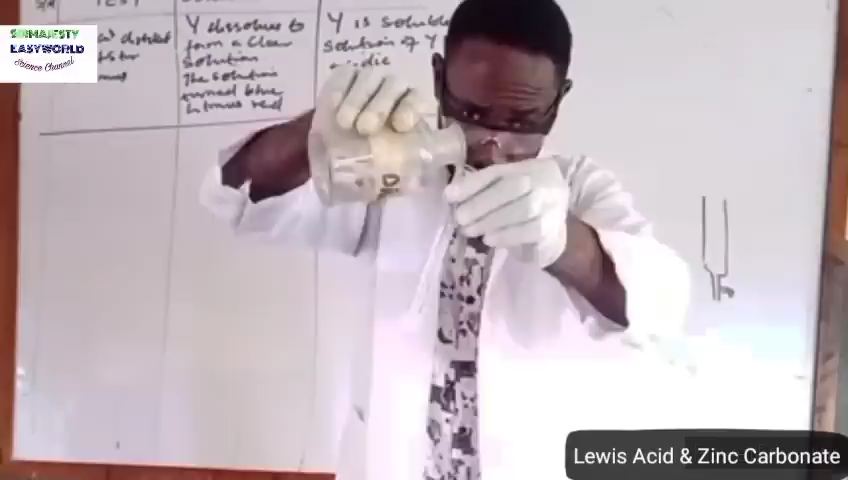 SIRMAJESTY
EASYWORLD
Science Channel
TEST
Y dissolves to
form a clear
solution
The solution
turned blue
litmus red
Y is soluble
solution of Y
Lewis Acid & Zinc Carbonate